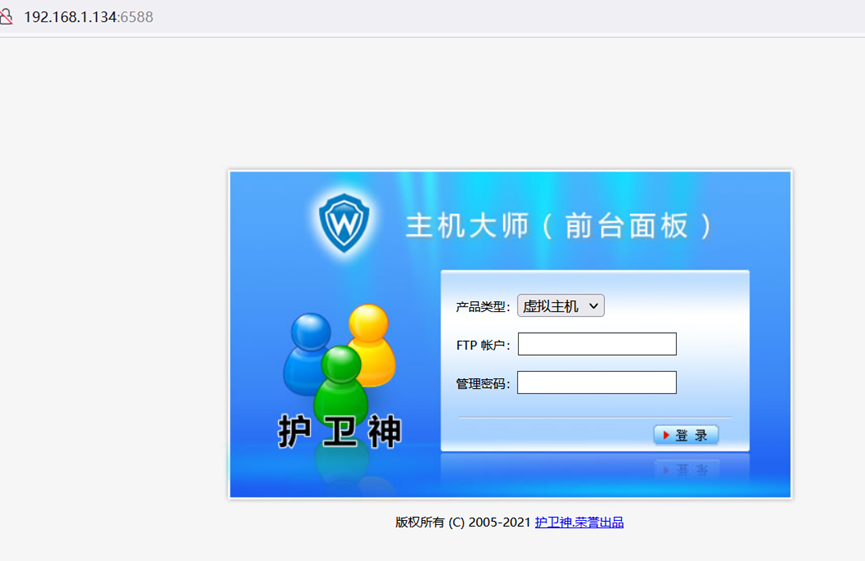 192.168.1.134:6588
W
主机大师（前台面板）
产品类型： 虚拟主机
FTP 帐户：
管理密码：
登 录
护卫神
版权所有 (C) 2005-2021 护卫神.荣誉出品